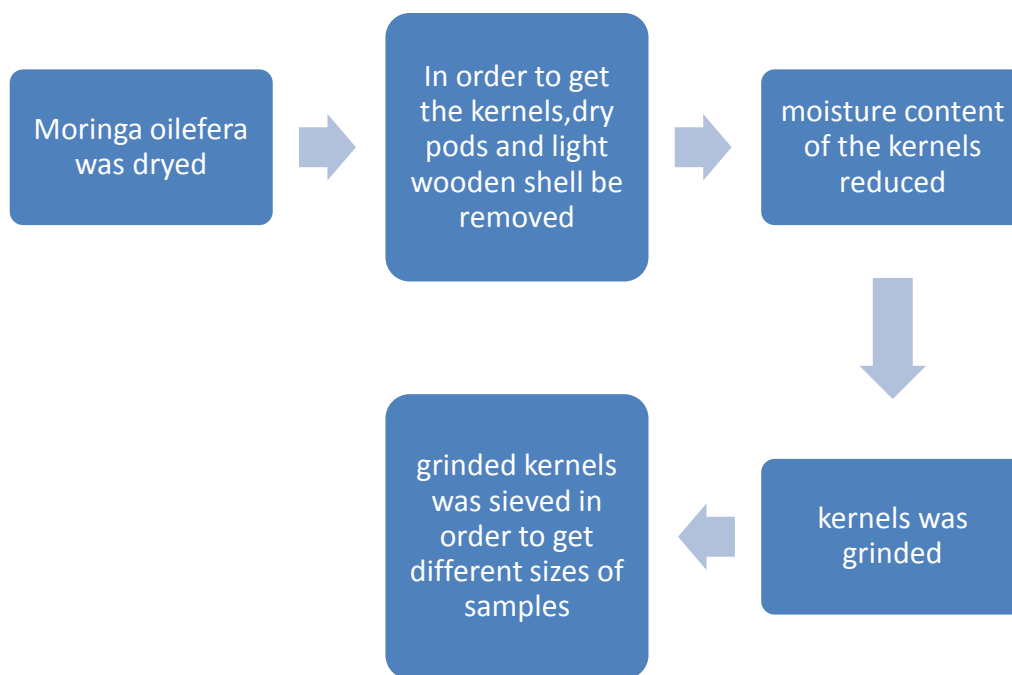 Moringa oilefera
was dryed
In order to get
the kernels,dry
pods and light
wooden shell be
removed
moisture content
of the kernels
reduced
kernels was
grinded
grinded kernels
was sieved in
order to get
different sizes of
samples